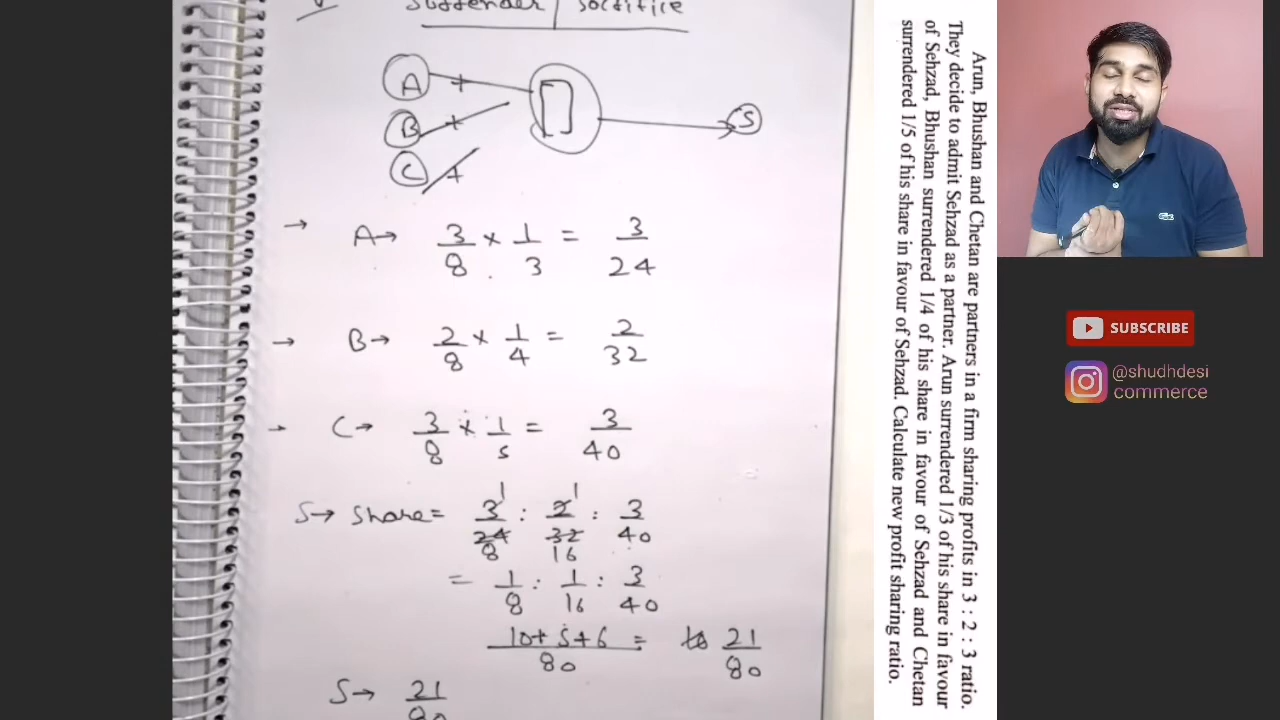 Surrender / Sacrifice
A +
B +
C +
S
→ A→ 3/8 × 1/3 = 3/24
→ B→ 2/8 × 1/4 = 2/32
→ C→ 3/8 × 1/5 = 3/40
S→ Share = 3/24 1/8 : 2/32 1/16 : 3/40
= 1/8 : 1/16 : 3/40
10+5+6/80 = 21/80
S→ 21/80
Arun, Bhushan and Chetan are partners in a firm sharing profits in 3 : 2 : 3 ratio.
They decide to admit Sehzad as a partner. Arun surrendered 1/3 of his share in favour
of Sehzad, Bhushan surrendered 1/4 of his share in favour of Sehzad and Chetan
surrendered 1/5 of his share in favour of Sehzad. Calculate new profit sharing ratio.
SUBSCRIBE
@shudhdesi
commerce